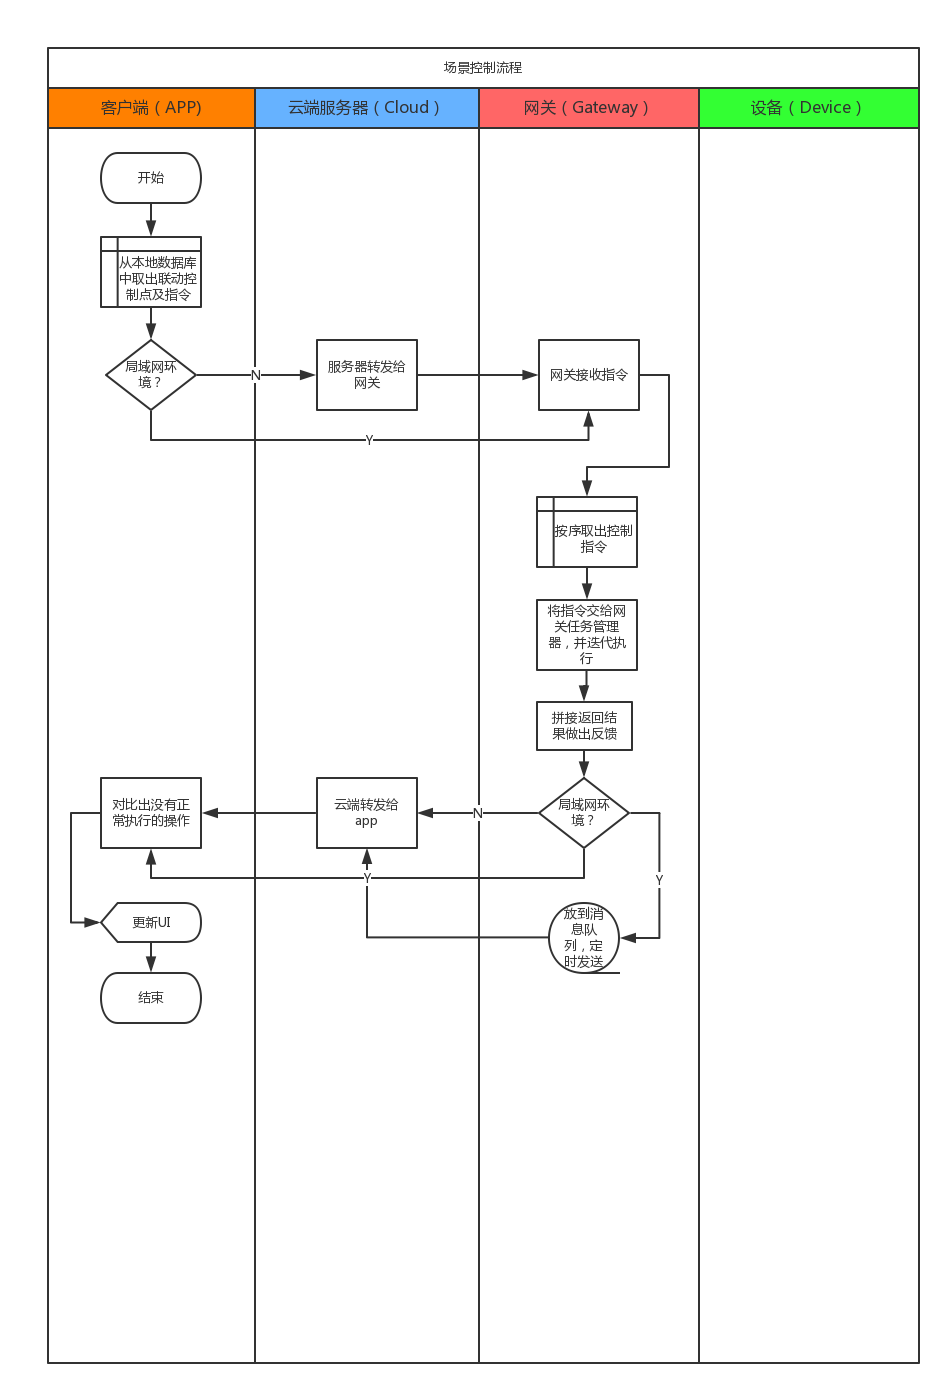 场景控制流程
客户端（APP)
云端服务器（Cloud）
网关（Gateway）
设备（Device）
开始
从本地数据库
中取出联动控
制点及指令
局域网环
境？
N
服务器转发给
网关
网关接收指令
Y
按序取出控制
指令
将指令交给网
关任务管理
器，并迭代执
行
拼接返回结
果做出反馈
对比出没有正
常执行的操作
云端转发给
app
N
局域网环
境？
Y
Y
更新UI
放到消
息队
列，定
时发送
结束